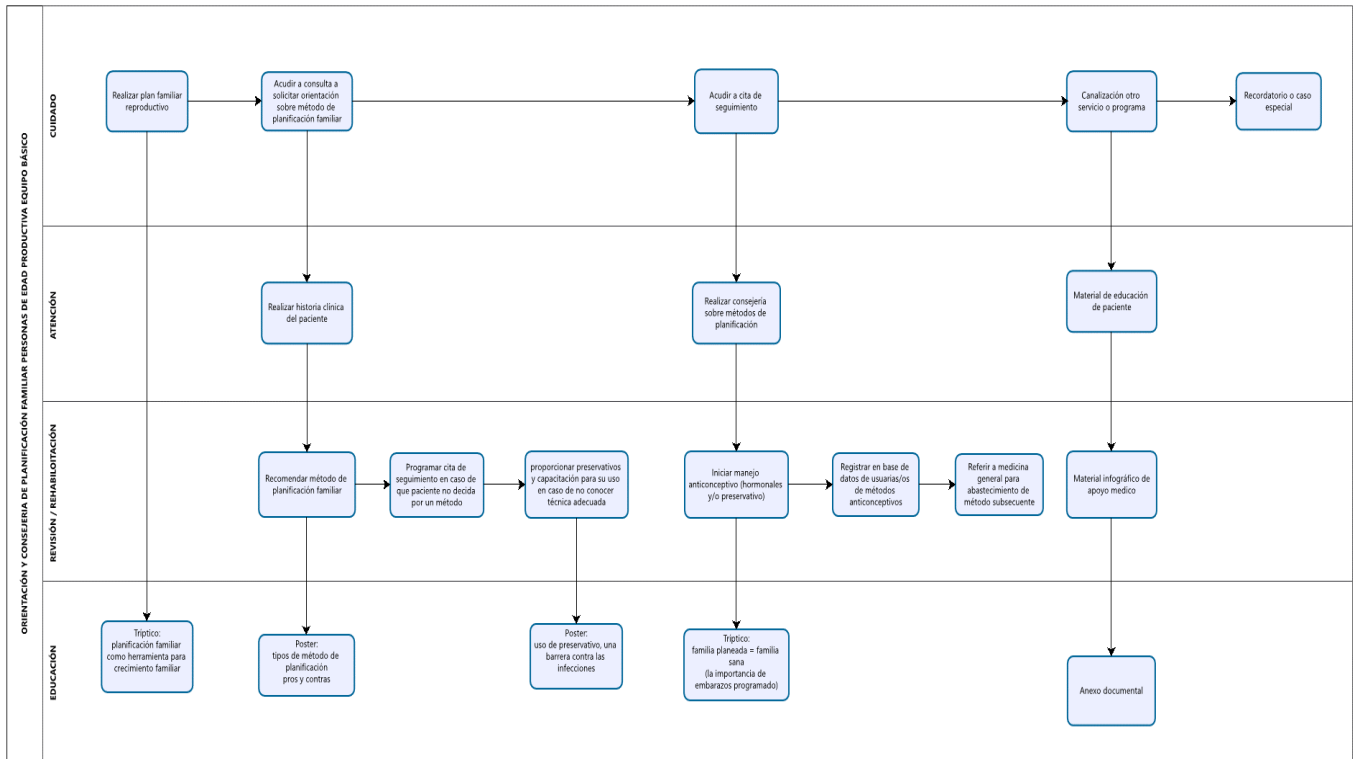 ORIENTACIÓN Y CONSEJERIA DE PLANIFICACIÓN FAMILIAR PERSONAS DE EDAD PRODUCTIVA EQUIPO BÁSICO
CUIDADO
Realizar plan familiar
reproductivo
Acudir a consulta a
solicitar orientación
sobre método de
planificación familiar
Acudir a cita de
seguimiento
Canalización otro
servicio o programa
Recordatorio o caso
especial
ATENCIÓN
Realizar historia clínica
del paciente
Realizar consejería
sobre métodos de
planificación
Material de educación
de paciente
REVISIÓN / REHABILOITACIÓN
Recomendar método de
planificación familiar
Programar cita de
seguimiento en caso de
que paciente no decida
por un método
proporcionar preservativos
y capacitación para su uso
en caso de no conocer
técnica adecuada
Iniciar manejo
anticonceptivo (hormonales
y/o preservativo)
Registrar en base de
datos de usuarias/os
de métodos
anticonceptivos
Referir a medicina
general para
abastecimiento de
método subsecuente
Material infográfico de
apoyo medico
EDUCACIÓN
Tríptico:
planificación familiar
como herramienta para
crecimiento familiar
Poster:
tipos de método de
planificación
pros y contras
Poster:
uso de preservativo, una
barrera contra las
infecciones
Tríptico:
familia planeada = familia
sana
(la importancia de
embarazos programado)
Anexo documental